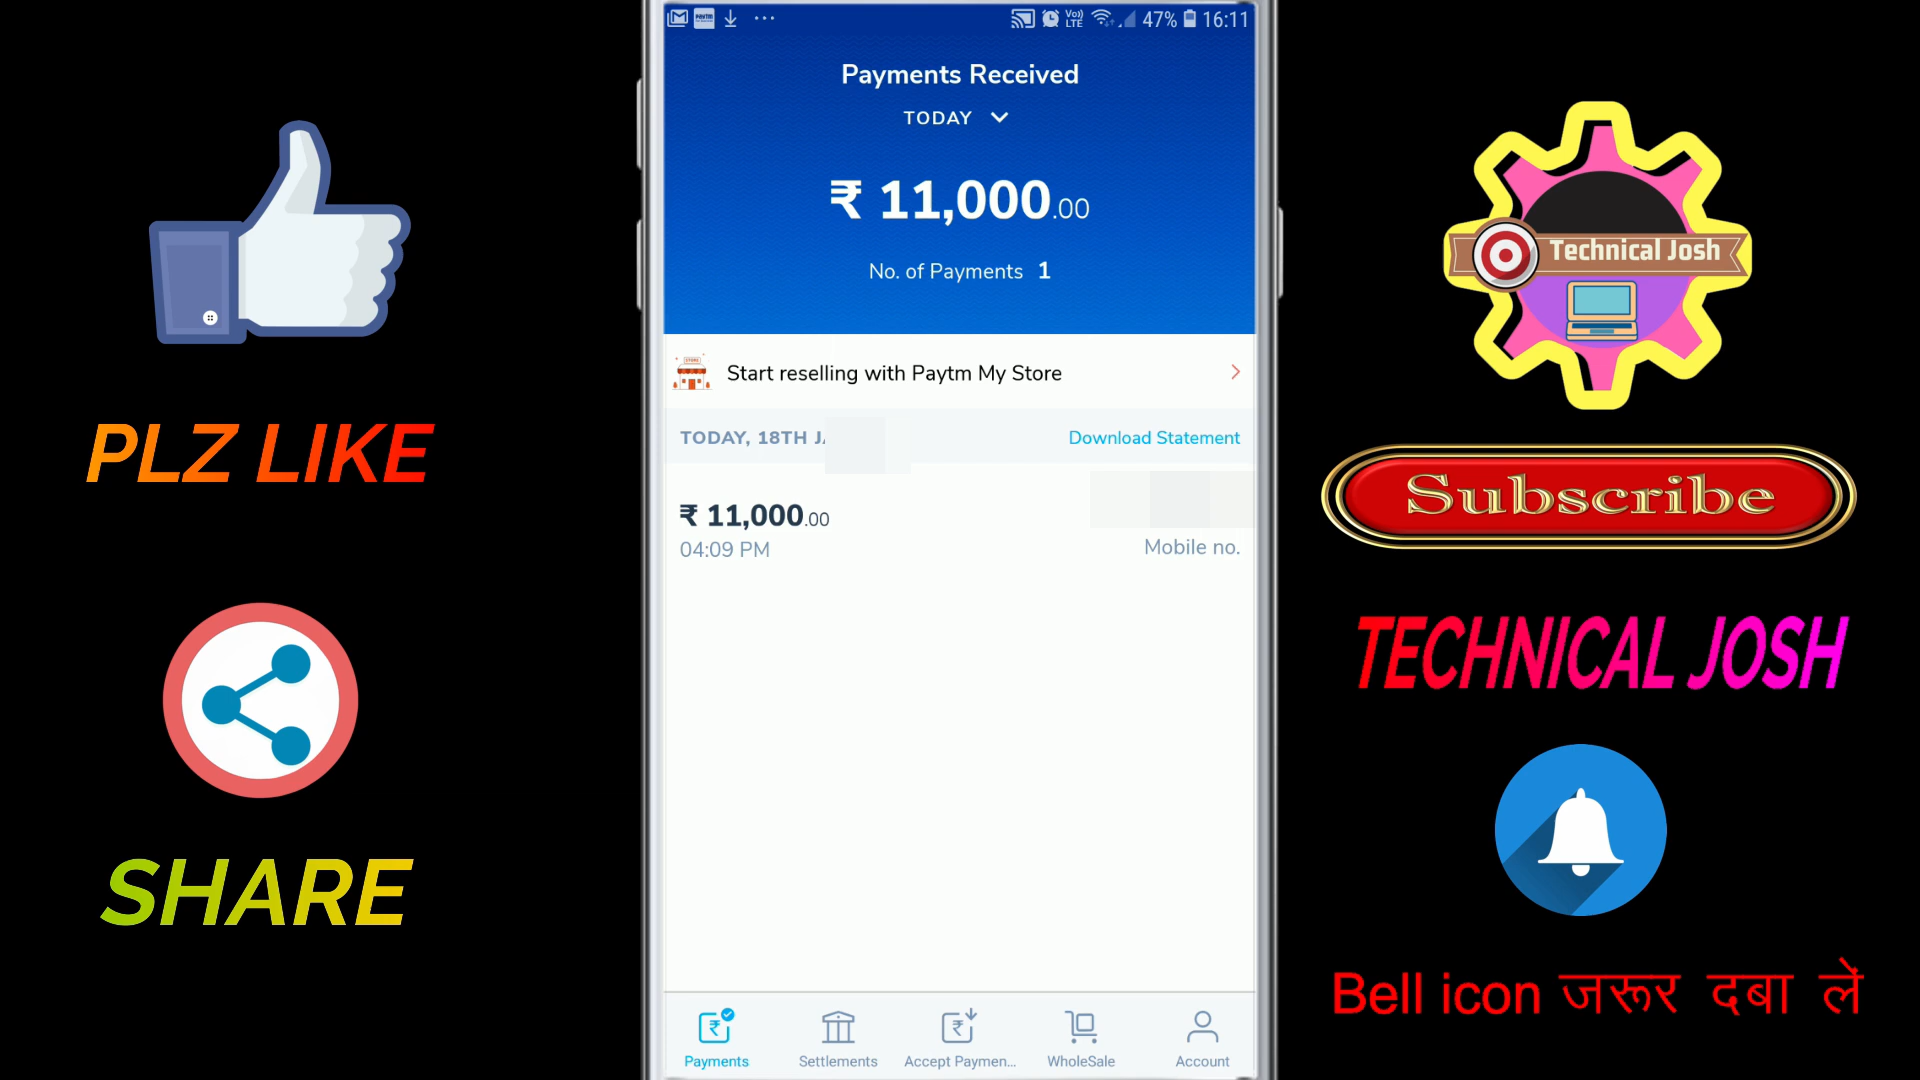 PLZ LIKE
SHARE
47% 16:11
Payments Received
TODAY
₹ 11,000.00
No. of Payments 1
Start reselling with Paytm My Store
TODAY, 18TH
Download Statement
₹ 11,000.00
04:09 PM
Mobile no.
Payments
Settlements
Accept Paymen...
WholeSale
Account
Technical Josh
Subscribe
TECHNICAL JOSH
Bell icon जरूर दबा लें